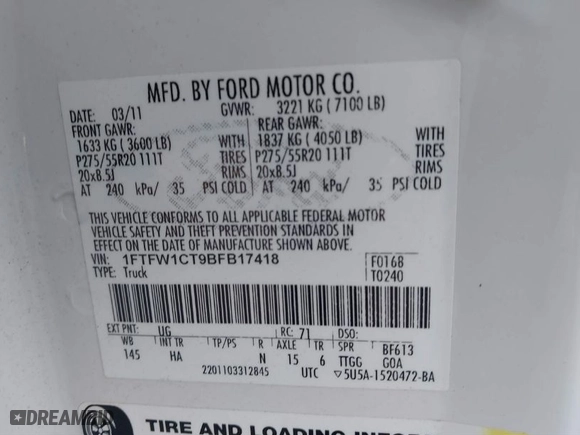 MFD. BY FORD MOTOR CO.
DATE: 03/11 GVWR: 3221 KG ( 7100 LB)
FRONT GAWR: REAR GAWR:
1633 KG ( 3600 LB) WITH 1837 KG ( 4050 LB) WITH
P275/55R20 111T TIRES P275/55R20 111T TIRES
20x8.5J RIMS 20x8.5J RIMS
AT 240 kPa/ 35 PSI COLD AT 240 kPa/ 35 PSI COLD
THIS VEHICLE CONFORMS TO ALL APPLICABLE FEDERAL MOTOR
VEHICLE SAFETY AND THEFT PREVENTION STANDARDS IN
EFFECT ON THE DATE OF MANUFACTURE SHOWN ABOVE.
VIN: 1FTFW1CT9BFB17418 F0168
TYPE: Truck T0240
EXT PNT: UG RC: 71 DSO:
WB INT TR TP/PS R AXLE TR SPR BF613
145 HA N 15 6 TTGG GOA
2201103312845 UTC ▽5U5A-1520472-BA
TIRE AND LOADING
DREAMBID